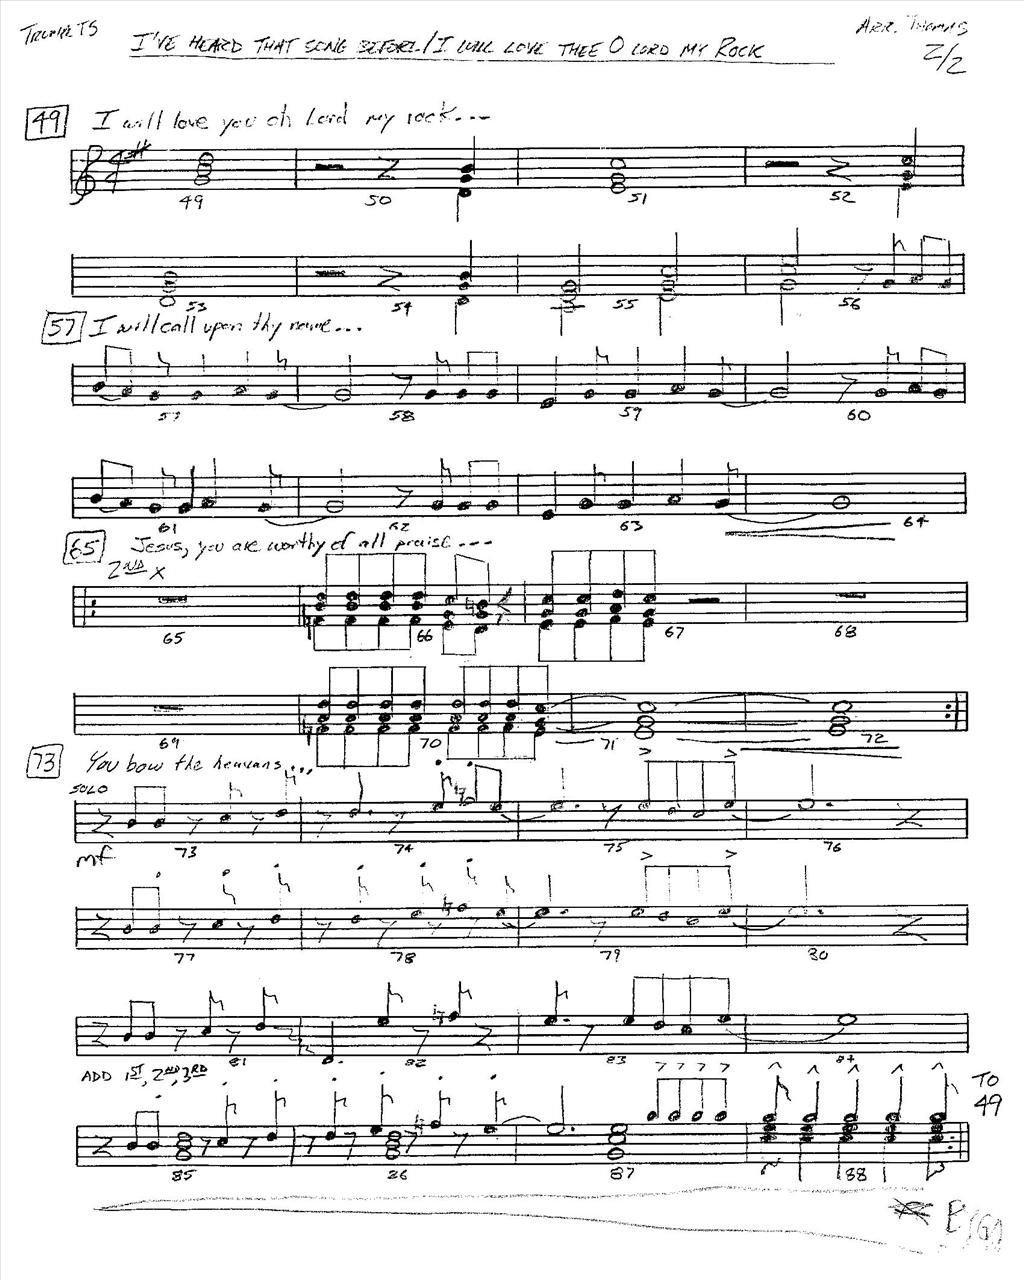 TRUMPETS
I'VE HEARD THAT SONG BEFORE/I WILL LOVE THEE O LORD MY ROCK
ARR. THOMAS
2/2
49 I will love you oh Lord my rock...
49 50 51 52
53 54 55 56
57 I will call upon thy name...
57 58 59 60
61 62 63 64
65 Jesus, you are worthy of all praise...
2ND X
65 66 67 68
69 70 71 72
73 You bow the heavens...
SOLO
mf 73 74 75 76
77 78 79 80
81 82 83 84
ADD 1ST, 2ND, 3RD
TO 49
85 86 87 88